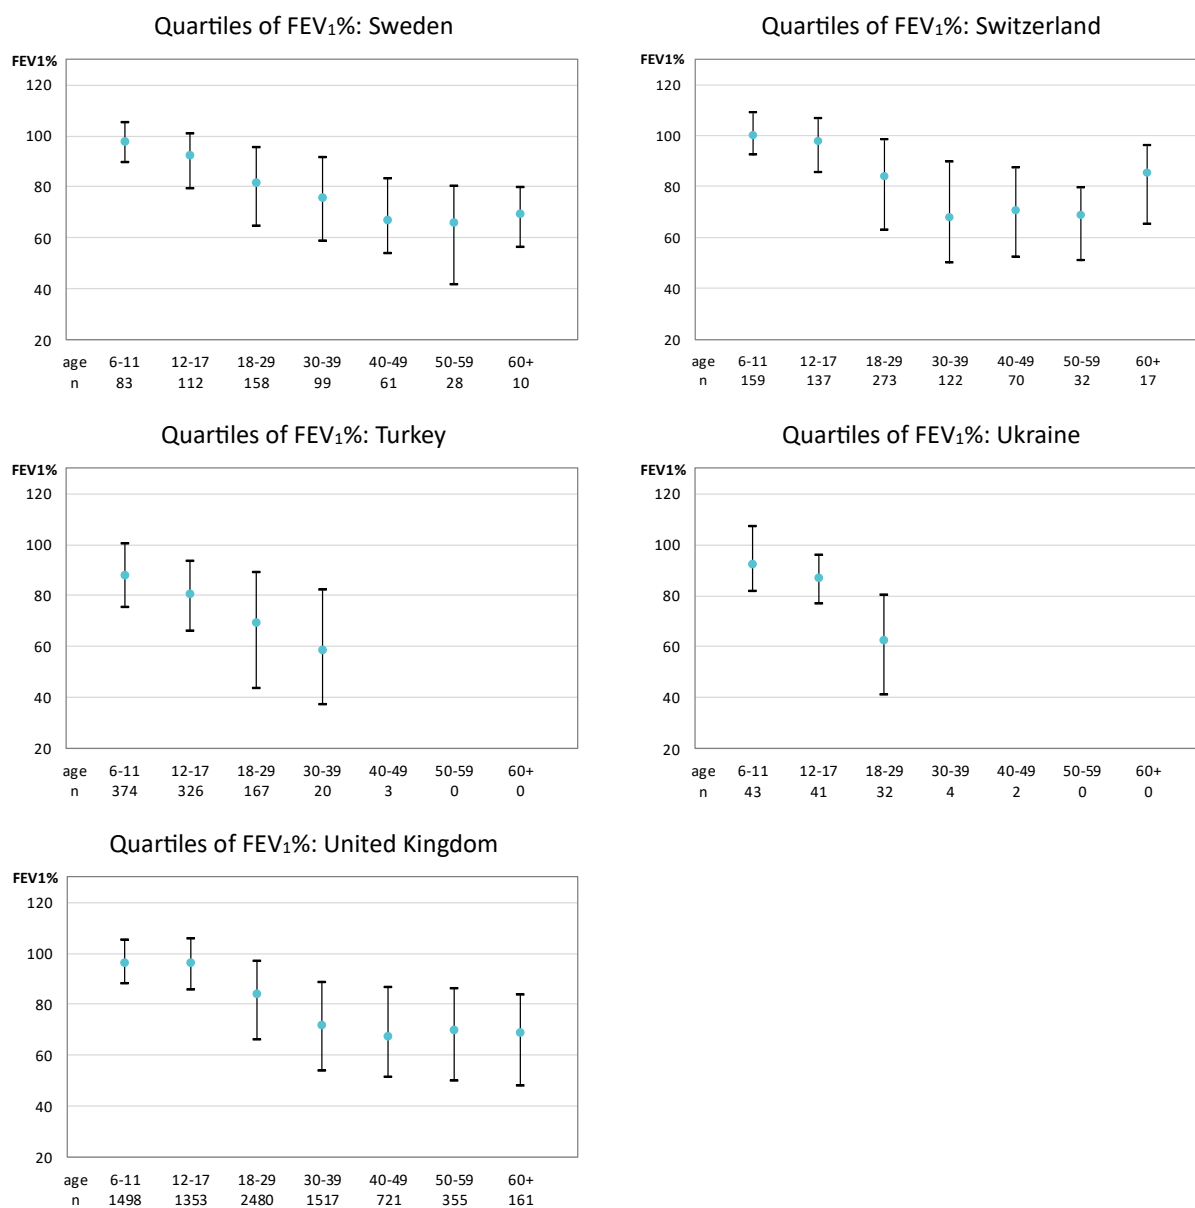 Quartiles of FEV₁%: Sweden
FEV1%
120
100
80
60
40
20
age 6-11 12-17 18-29 30-39 40-49 50-59 60+
n 83 112 158 99 61 28 10
Quartiles of FEV₁%: Switzerland
FEV1%
120
100
80
60
40
20
age 6-11 12-17 18-29 30-39 40-49 50-59 60+
n 159 137 273 122 70 32 17
Quartiles of FEV₁%: Turkey
FEV1%
120
100
80
60
40
20
age 6-11 12-17 18-29 30-39 40-49 50-59 60+
n 374 326 167 20 3 0 0
Quartiles of FEV₁%: Ukraine
FEV1%
120
100
80
60
40
20
age 6-11 12-17 18-29 30-39 40-49 50-59 60+
n 43 41 32 4 2 0 0
Quartiles of FEV₁%: United Kingdom
FEV1%
120
100
80
60
40
20
age 6-11 12-17 18-29 30-39 40-49 50-59 60+
n 1498 1353 2480 1517 721 355 161